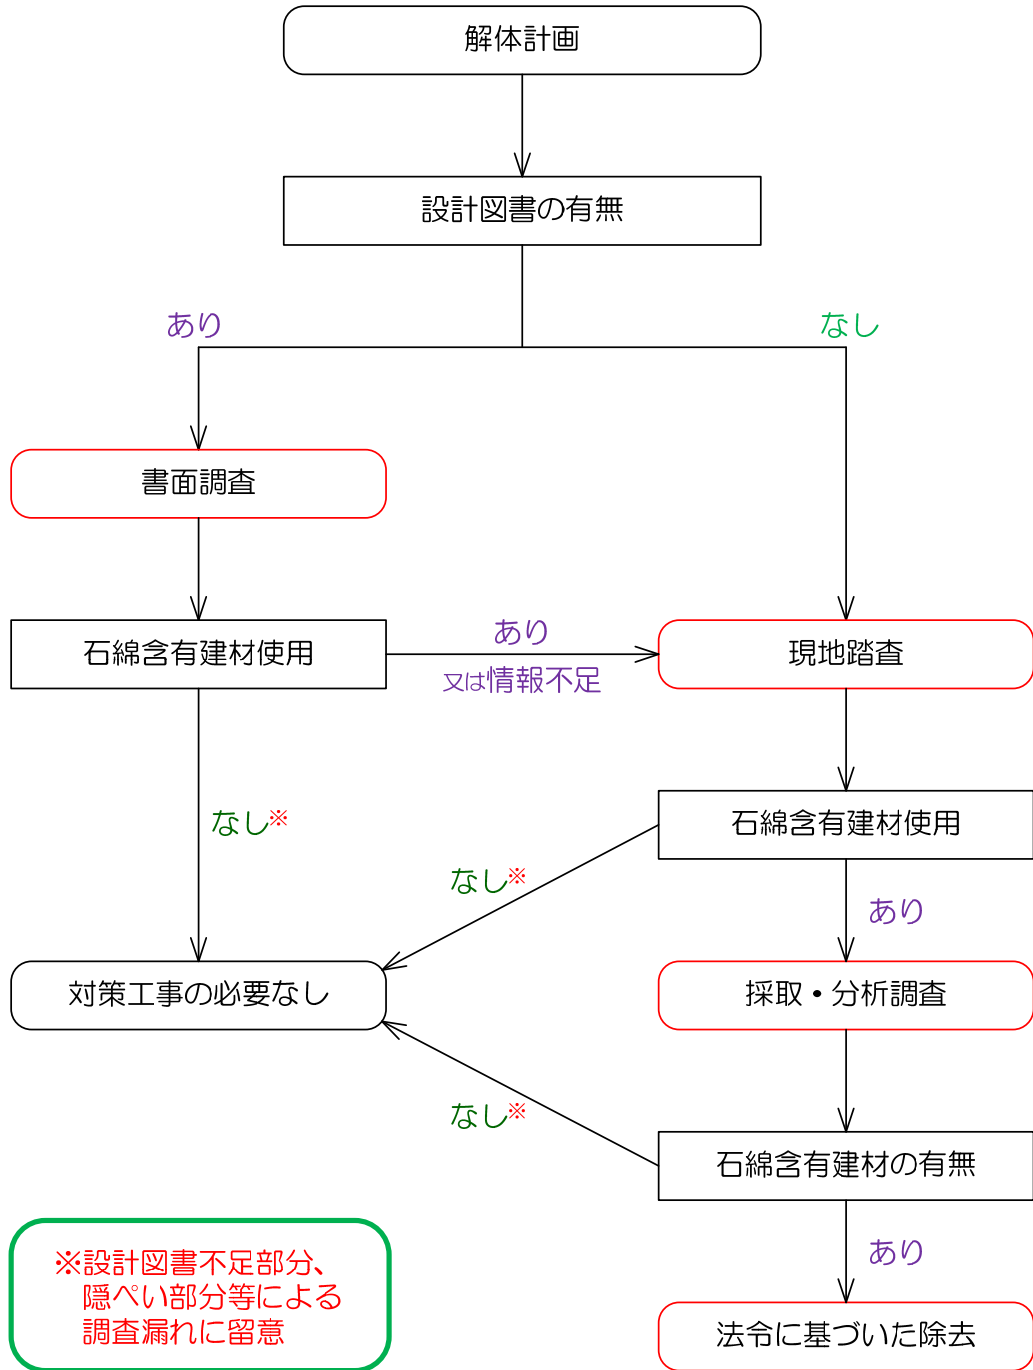 解体計画
設計図書の有無
あり
なし
書面調査
石綿含有建材使用
あり
又は情報不足
現地踏査
なし※
石綿含有建材使用
なし※
あり
対策工事の必要なし
採取・分析調査
なし※
石綿含有建材の有無
あり
※設計図書不足部分、
隠ぺい部分等による
調査漏れに留意
法令に基づいた除去